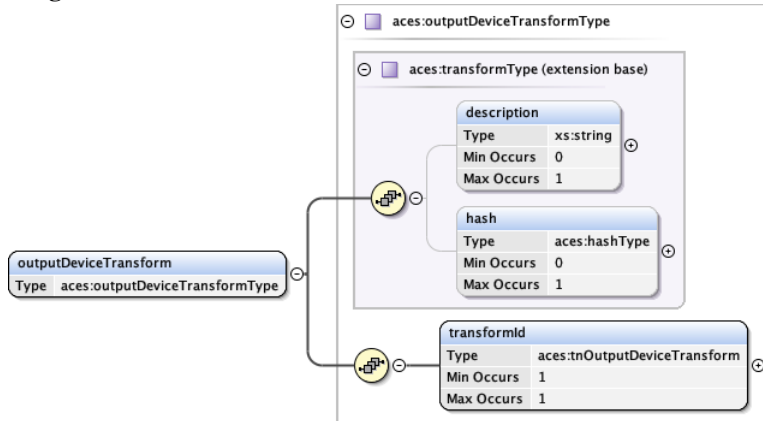 aces:outputDeviceTransformType
aces:transformType (extension base)
description
Type xs:string
Min Occurs 0
Max Occurs 1
hash
Type aces:hashType
Min Occurs 0
Max Occurs 1
outputDeviceTransform
Type aces:outputDeviceTransformType
transformId
Type aces:tnOutputDeviceTransform
Min Occurs 1
Max Occurs 1